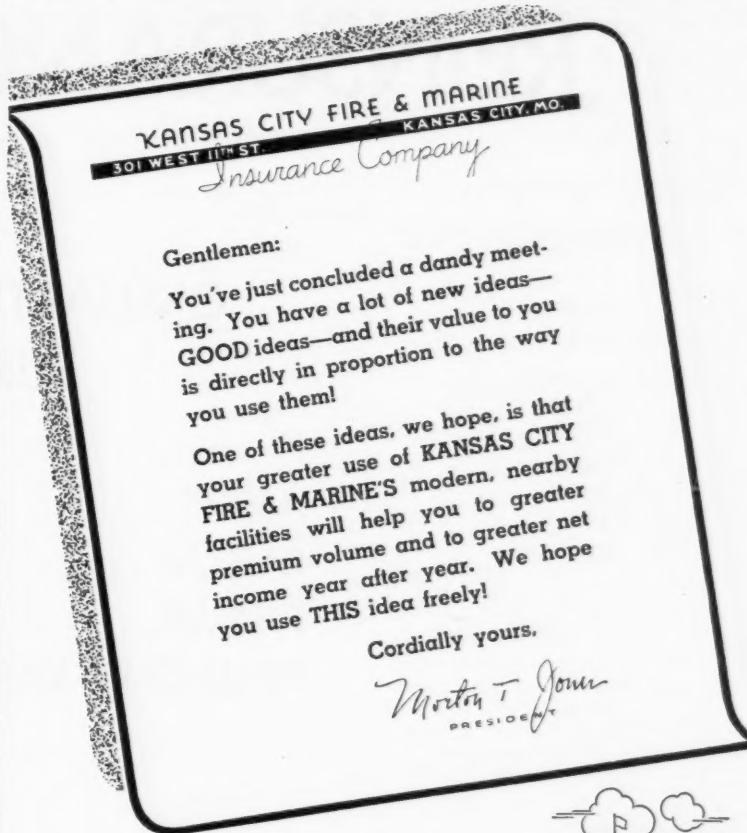 KANSAS CITY FIRE & MARINE
301 WEST 11TH ST. KANSAS CITY, MO.
Insurance Company
Gentlemen:
You've just concluded a dandy meet-
ing. You have a lot of new ideas—
GOOD ideas—and their value to you
is directly in proportion to the way
you use them!
One of these ideas, we hope, is that
your greater use of KANSAS CITY
FIRE & MARINE'S modern, nearby
facilities will help you to greater
premium volume and to greater net
income year after year. We hope
you use THIS idea freely!
Cordially yours,
Morton T Jones
PRESIDENT